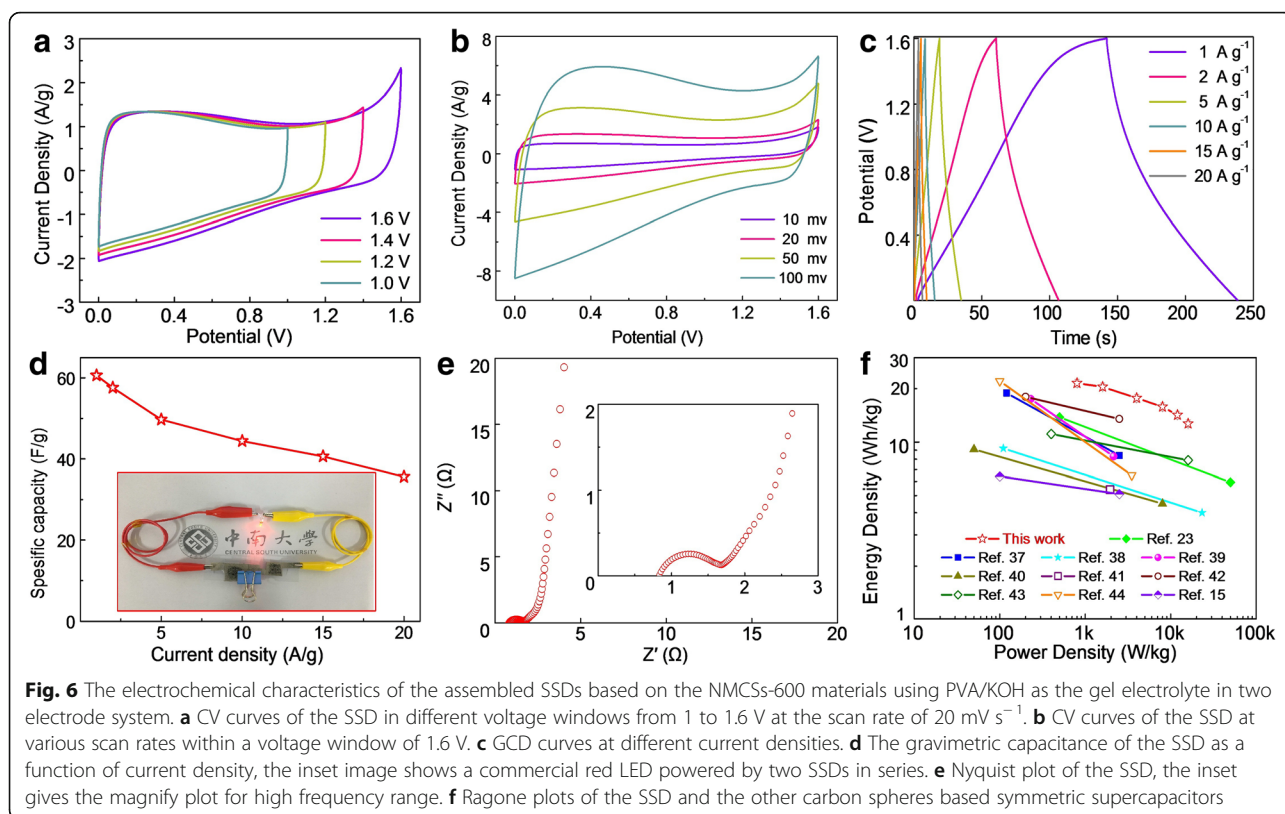 a
3
2
1
0
-1
-2
-3
Current Density (A/g)
0.0 0.4 0.8 1.2 1.6
Potential (V)
1.6 V
1.4 V
1.2 V
1.0 V
b
8
4
0
-4
-8
Current Density (A/g)
0.0 0.4 0.8 1.2 1.6
Potential (V)
10 mv
20 mv
50 mv
100 mv
c
1.6
1.2
0.8
0.4
Potential (V)
0 50 100 150 200 250
Time (s)
1 A g⁻¹
2 A g⁻¹
5 A g⁻¹
10 A g⁻¹
15 A g⁻¹
20 A g⁻¹
d
60
40
20
0
Spesific capacity (F/g)
5 10 15 20
Current density (A/g)
中南大學
CENTRAL SOUTH UNIVERSITY
e
20
15
10
5
0
Z″ (Ω)
0 5 10 15 20
Z′ (Ω)
2
1
0
0 1 2 3
f
30
20
10
1
Energy Density (Wh/kg)
10 100 1k 10k 100k
Power Density (W/kg)
This work Ref. 23
Ref. 37 Ref. 38 Ref. 39
Ref. 40 Ref. 41 Ref. 42
Ref. 43 Ref. 44 Ref. 15
Fig. 6 The electrochemical characteristics of the assembled SSDs based on the NMCSs-600 materials using PVA/KOH as the gel electrolyte in two
electrode system. a CV curves of the SSD in different voltage windows from 1 to 1.6 V at the scan rate of 20 mV s⁻¹. b CV curves of the SSD at
various scan rates within a voltage window of 1.6 V. c GCD curves at different current densities. d The gravimetric capacitance of the SSD as a
function of current density, the inset image shows a commercial red LED powered by two SSDs in series. e Nyquist plot of the SSD, the inset
gives the magnify plot for high frequency range. f Ragone plots of the SSD and the other carbon spheres based symmetric supercapacitors